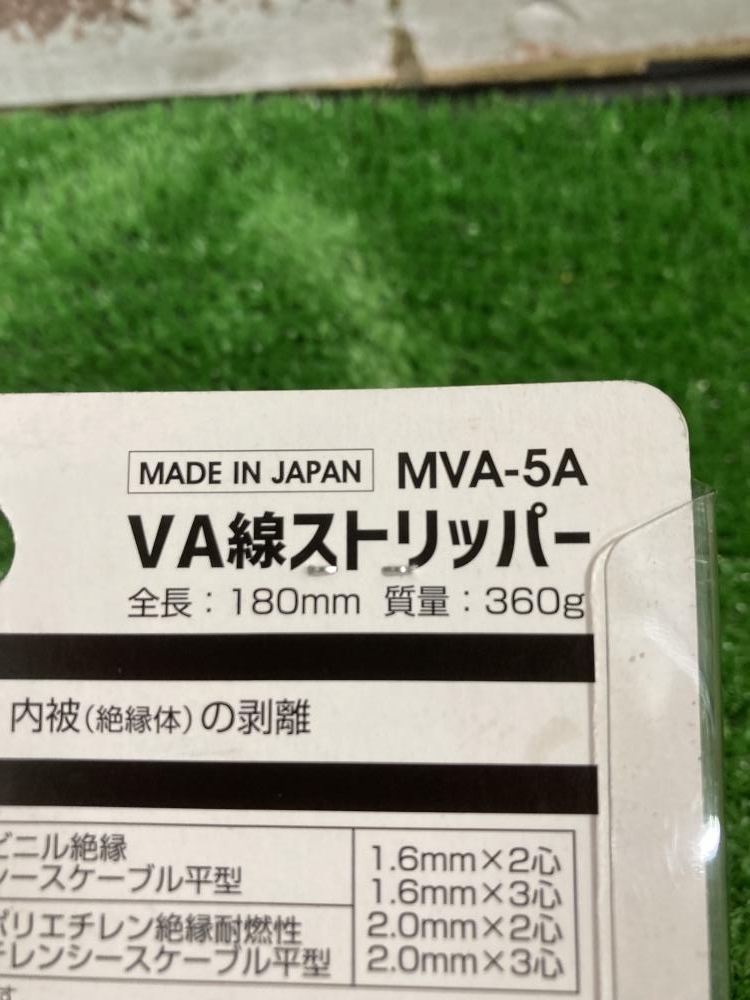 MADE IN JAPAN MVA-5A
VA線ストリッパー
全長：180mm 質量：360g
内被(絶縁体)の剥離
ビニル絶縁
シースケーブル平型
1.6mm×2心
1.6mm×3心
ポリエチレン絶縁耐燃性
チレンシースケーブル平型
2.0mm×2心
2.0mm×3心